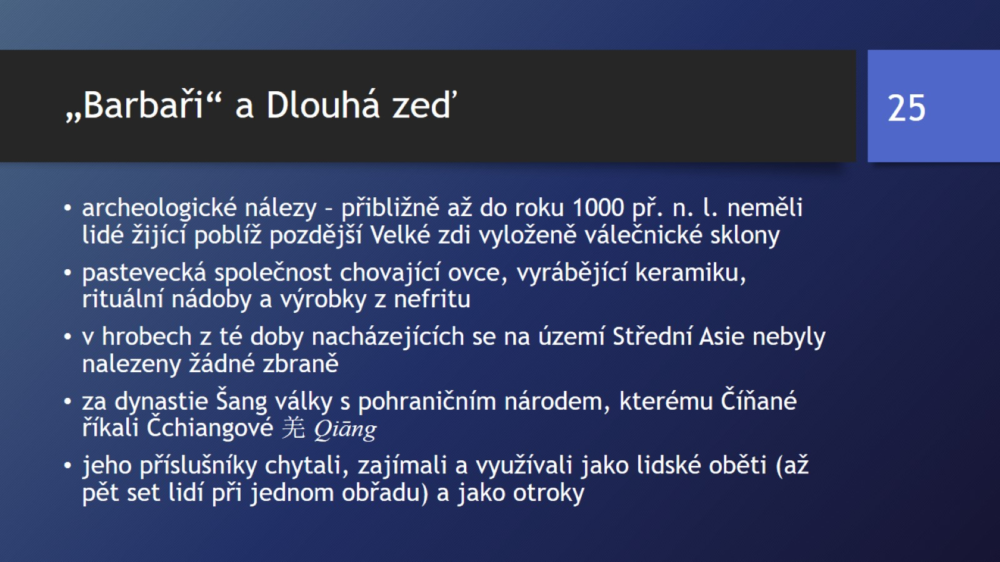 „Barbaři“ a Dlouhá zeď
25
• archeologické nálezy – přibližně až do roku 1000 př. n. l. neměli
lidé žijící poblíž pozdější Velké zdi vyloženě válečnické sklony
• pastevecká společnost chovající ovce, vyrábějící keramiku,
rituální nádoby a výrobky z nefritu
• v hrobech z té doby nacházejících se na území Střední Asie nebyly
nalezeny žádné zbraně
• za dynastie Šang války s pohraničním národem, kterému Číňané
říkali Čchiangové 羌 Qiāng
• jeho příslušníky chytali, zajímali a využívali jako lidské oběti (až
pět set lidí při jednom obřadu) a jako otroky